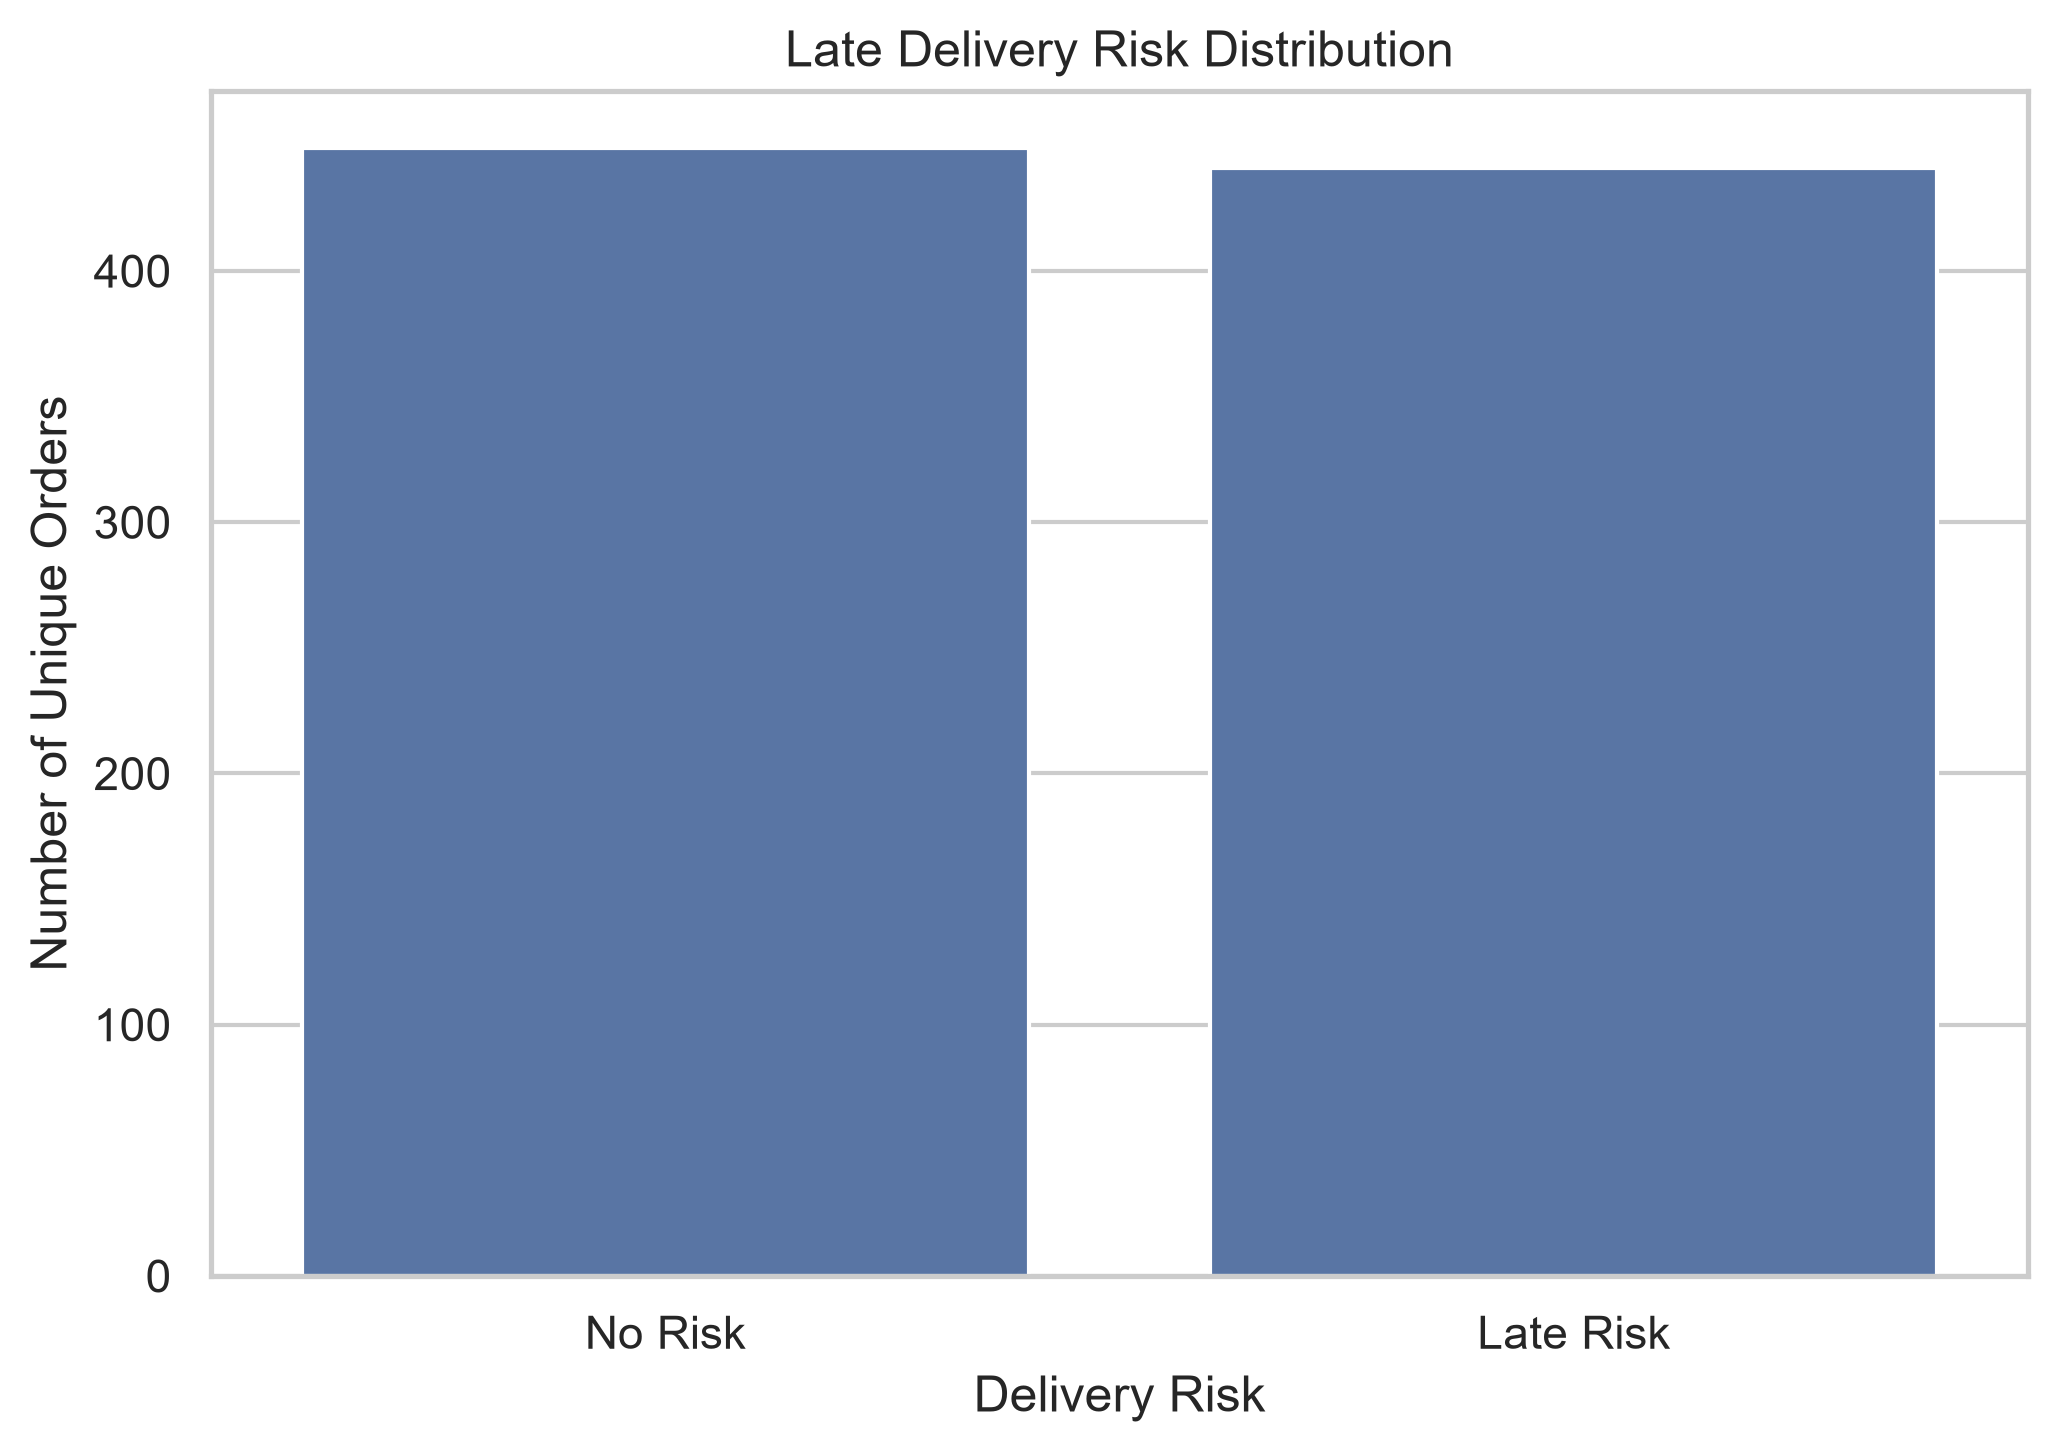 Late Delivery Risk Distribution
Number of Unique Orders
400
300
200
100
0
No Risk
Late Risk
Delivery Risk